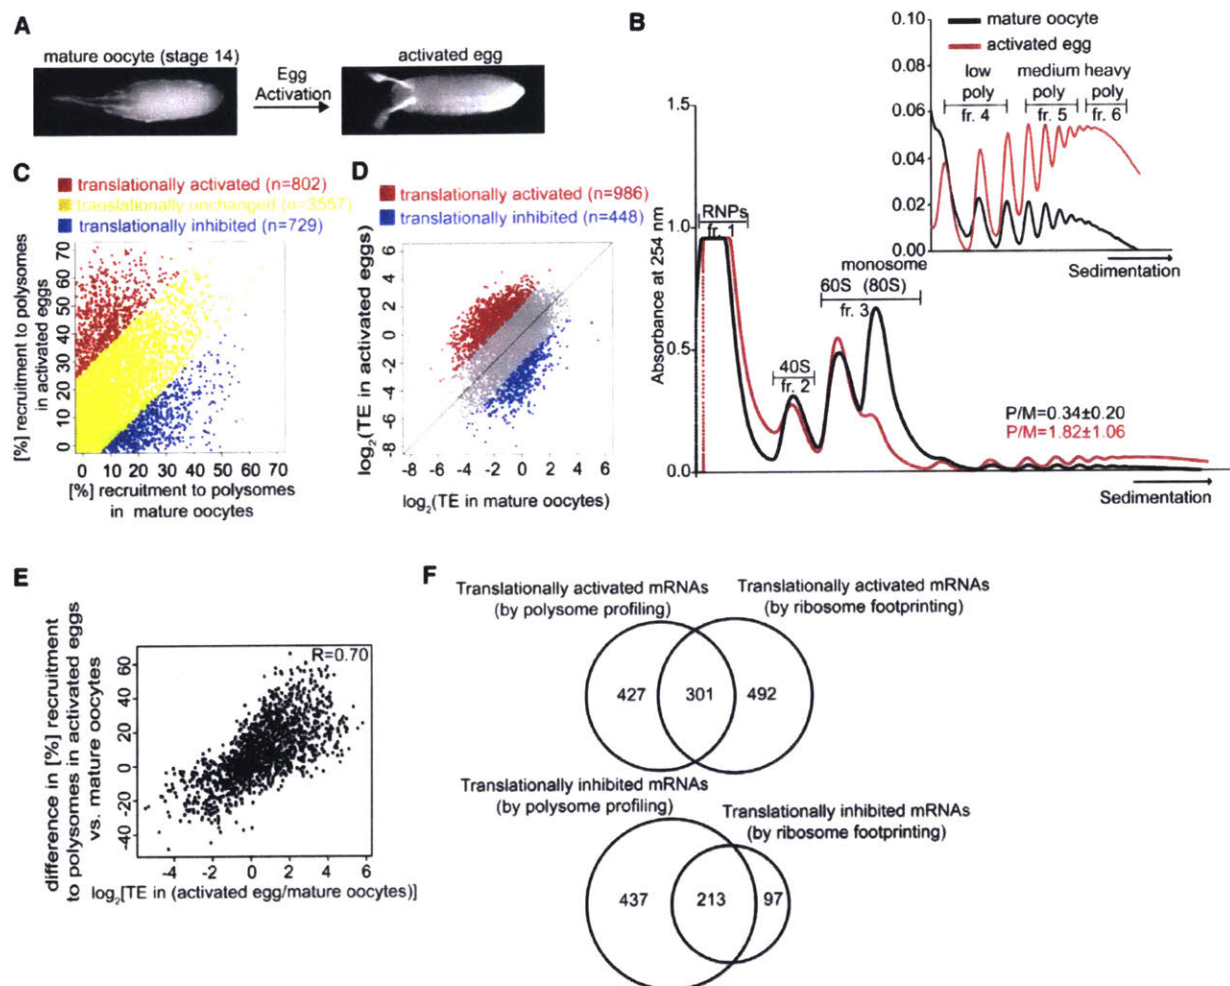 A
mature oocyte (stage 14)
Egg
Activation
activated egg
B
0.10
0.08
0.06
0.04
0.02
0.00
mature oocyte
activated egg
low
poly
fr. 4
medium
poly
fr. 5
heavy
poly
fr. 6
Sedimentation
1.5
1.0
0.5
0.0
Absorbance at 254 nm
RNPs
fr. 1
40S
fr. 2
monosome
60S (80S)
fr. 3
P/M=0.34±0.20
P/M=1.82±1.06
Sedimentation
C
translationally activated (n=802)
translationally unchanged (n=3557)
translationally inhibited (n=729)
[%] recruitment to polysomes
in activated eggs
70
60
50
40
30
20
10
0
0 10 20 30 40 50 60 70
[%] recruitment to polysomes
in mature oocytes
D
translationally activated (n=986)
translationally inhibited (n=448)
log2(TE in activated eggs)
6
4
2
0
-2
-4
-6
-8
-8 -6 -4 -2 0 2 4 6
log2(TE in mature oocytes)
E
difference in [%] recruitment
to polysomes in activated eggs
vs. mature oocytes
60
40
20
0
-20
-40
R=0.70
-4 -2 0 2 4 6
log2[TE in (activated egg/mature oocytes)]
F
Translationally activated mRNAs
(by polysome profiling)
Translationally activated mRNAs
(by ribosome footprinting)
427 301 492
Translationally inhibited mRNAs
(by polysome profiling)
Translationally inhibited mRNAs
(by ribosome footprinting)
437 213 97